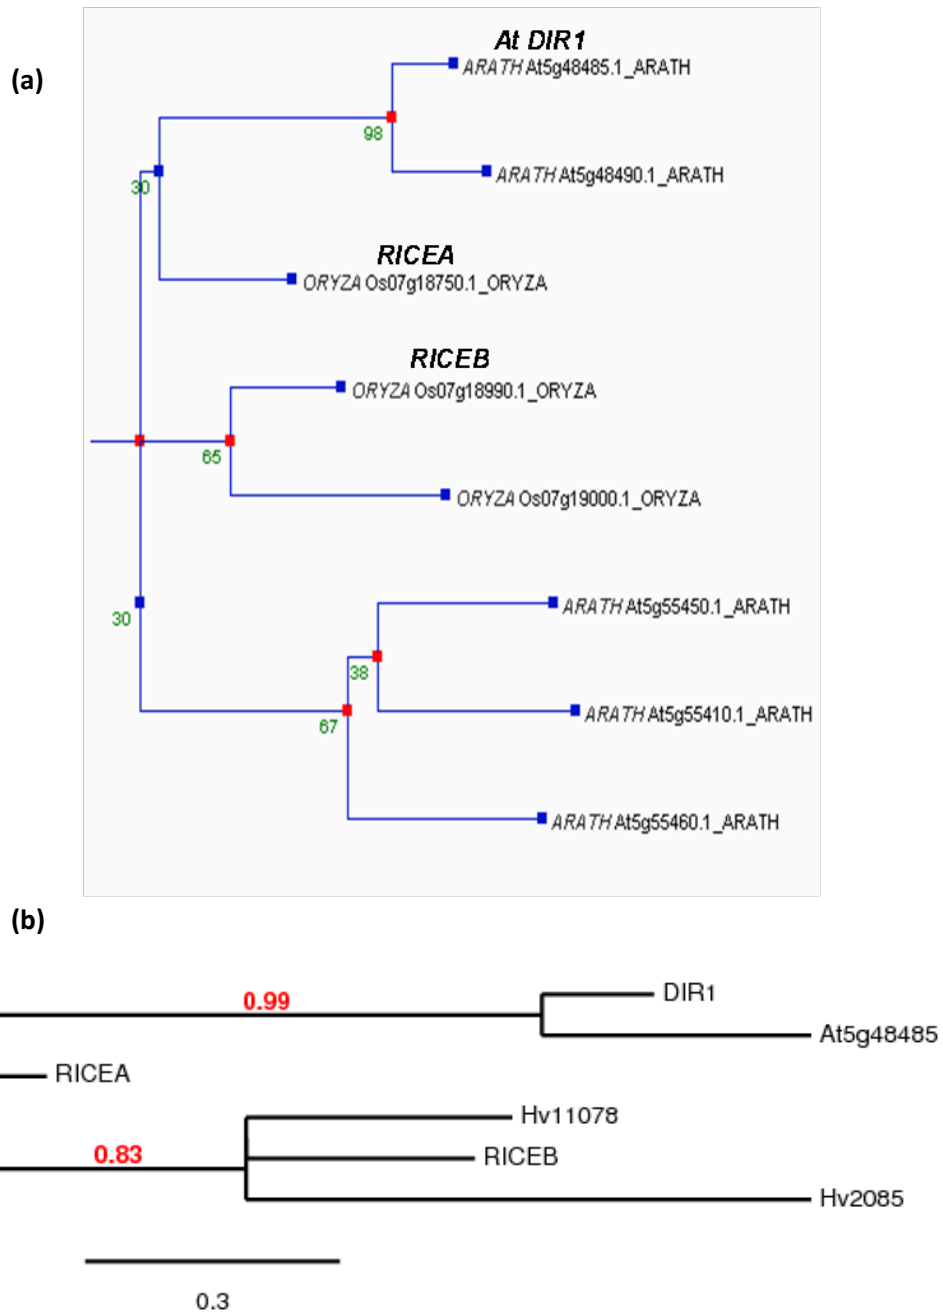 (a)
At DIR1
ARATH At5g48485.1_ARATH
98
ARATH At5g48490.1_ARATH
30
RICEA
ORYZA Os07g18750.1_ORYZA
RICEB
ORYZA Os07g18990.1_ORYZA
65
ORYZA Os07g19000.1_ORYZA
ARATH At5g55450.1_ARATH
30
38
ARATH At5g55410.1_ARATH
67
ARATH At5g55460.1_ARATH
(b)
0.99
DIR1
At5g48485
RICEA
Hv11078
0.83
RICEB
Hv2085
0.3